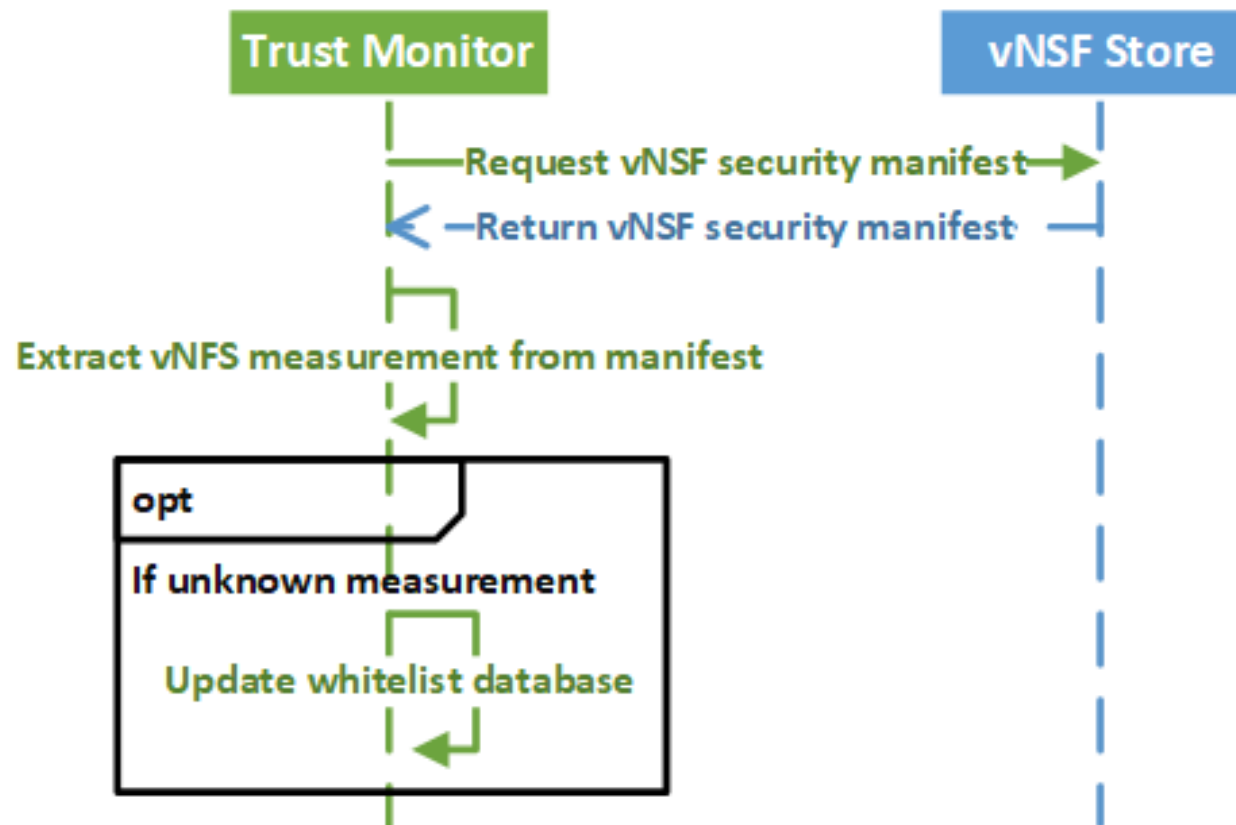 Trust Monitor
vNSF Store
Request vNSF security manifest
Return vNSF security manifest
Extract vNFS measurement from manifest
opt
If unknown measurement
Update whitelist database